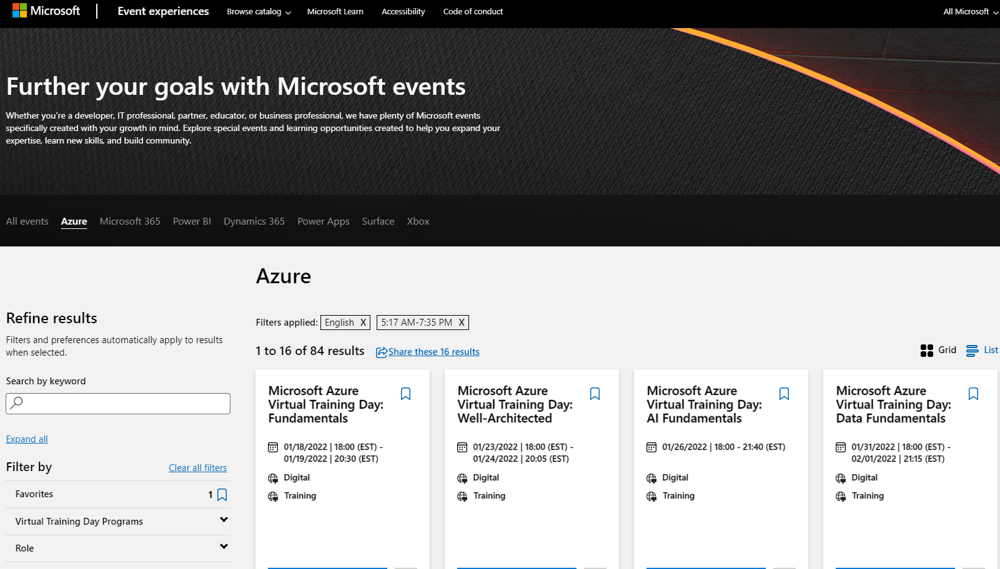 Microsoft
Event experiences
Browse catalog
Microsoft Learn
Accessibility
Code of conduct
All Microsoft
Further your goals with Microsoft events
Whether you're a developer, IT professional, partner, educator, or business professional, we have plenty of Microsoft events
specifically created with your growth in mind. Explore special events and learning opportunities created to help you expand your
expertise, learn new skills, and build community.
All events
Azure
Microsoft 365
Power BI
Dynamics 365
Power Apps
Surface
Xbox
Refine results
Filters and preferences automatically apply to results
when selected.
Search by keyword
Expand all
Filter by
Clear all filters
Favorites
1
Virtual Training Day Programs
Role
Azure
Filters applied:
English X
5:17 AM-7:35 PM X
1 to 16 of 84 results
Share these 16 results
Grid
List
Microsoft Azure
Virtual Training Day:
Fundamentals
01/18/2022 | 18:00 (EST) -
01/19/2022 | 20:30 (EST)
Digital
Training
Microsoft Azure
Virtual Training Day:
Well-Architected
01/23/2022 | 18:00 (EST) -
01/24/2022 | 20:05 (EST)
Digital
Training
Microsoft Azure
Virtual Training Day:
AI Fundamentals
01/26/2022 | 18:00 - 21:40 (EST)
Digital
Training
Microsoft Azure
Virtual Training Day:
Data Fundamentals
01/31/2022 | 18:00 (EST) -
02/01/2022 | 21:15 (EST)
Digital
Training